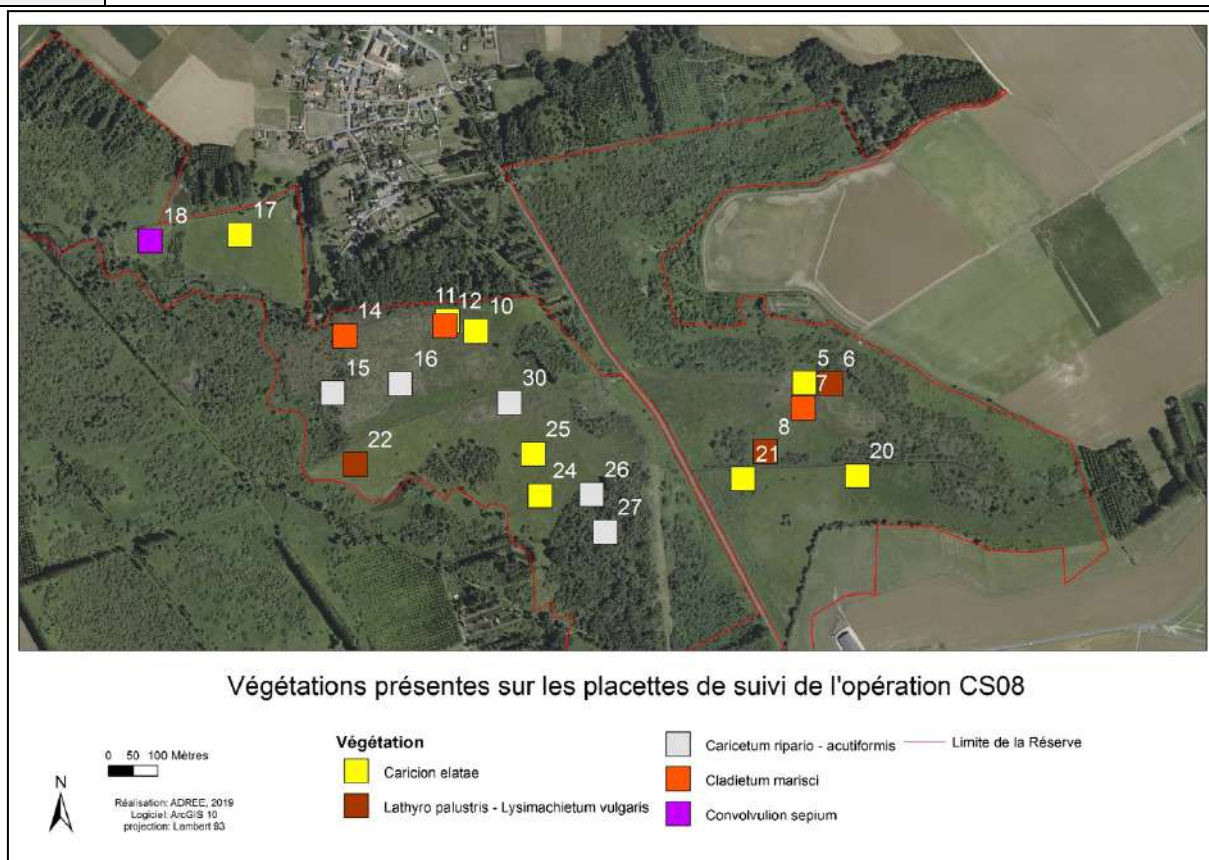 18
17
11
12
10
14
15
16
30
5
6
7
8
22
25
21
20
24
26
27
Végétations présentes sur les placettes de suivi de l'opération CS08
Végétation
Caricion elatae
Lathyro palustris - Lysimachietum vulgaris
Caricetum ripario - acutiformis
Cladietum marisci
Convolvulion sepium
Limite de la Réserve
0 50 100 Mètres
N
Réalisation: ADREE, 2019
Logiciel: ArcGIS 10
projection: Lambert 93